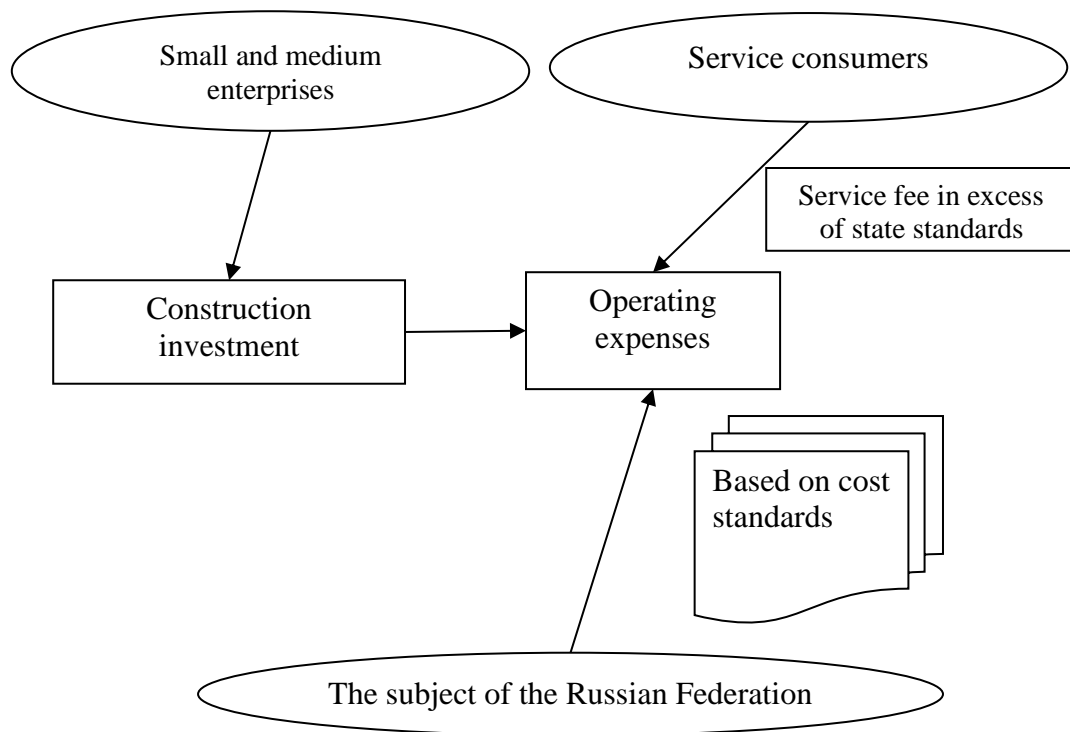 Small and medium
enterprises
Service consumers
Service fee in excess
of state standards
Construction
investment
Operating
expenses
Based on cost
standards
The subject of the Russian Federation